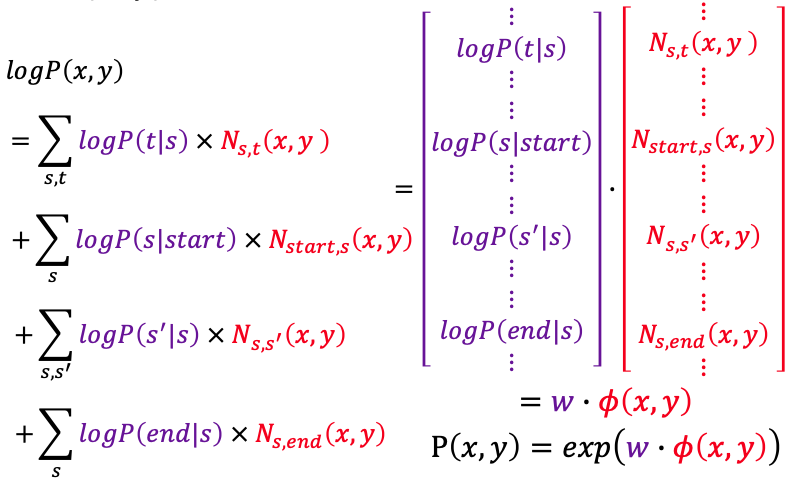 logP(x, y)
= ∑_{s,t} logP(t|s) × N_{s,t}(x, y )
+ ∑_{s} logP(s|start) × N_{start,s}(x, y)
+ ∑_{s,s′} logP(s′|s) × N_{s,s′}(x, y)
+ ∑_{s} logP(end|s) × N_{s,end}(x, y)
=
⋮
logP(t|s)
⋮
⋮
logP(s|start)
⋮
⋮
logP(s′|s)
⋮
⋮
logP(end|s)
⋮
·
⋮
N_{s,t}(x, y )
⋮
⋮
N_{start,s}(x, y)
⋮
⋮
N_{s,s′}(x, y)
⋮
⋮
N_{s,end}(x, y)
⋮
= w · ϕ(x, y)
P(x, y) = exp(w · ϕ(x, y))